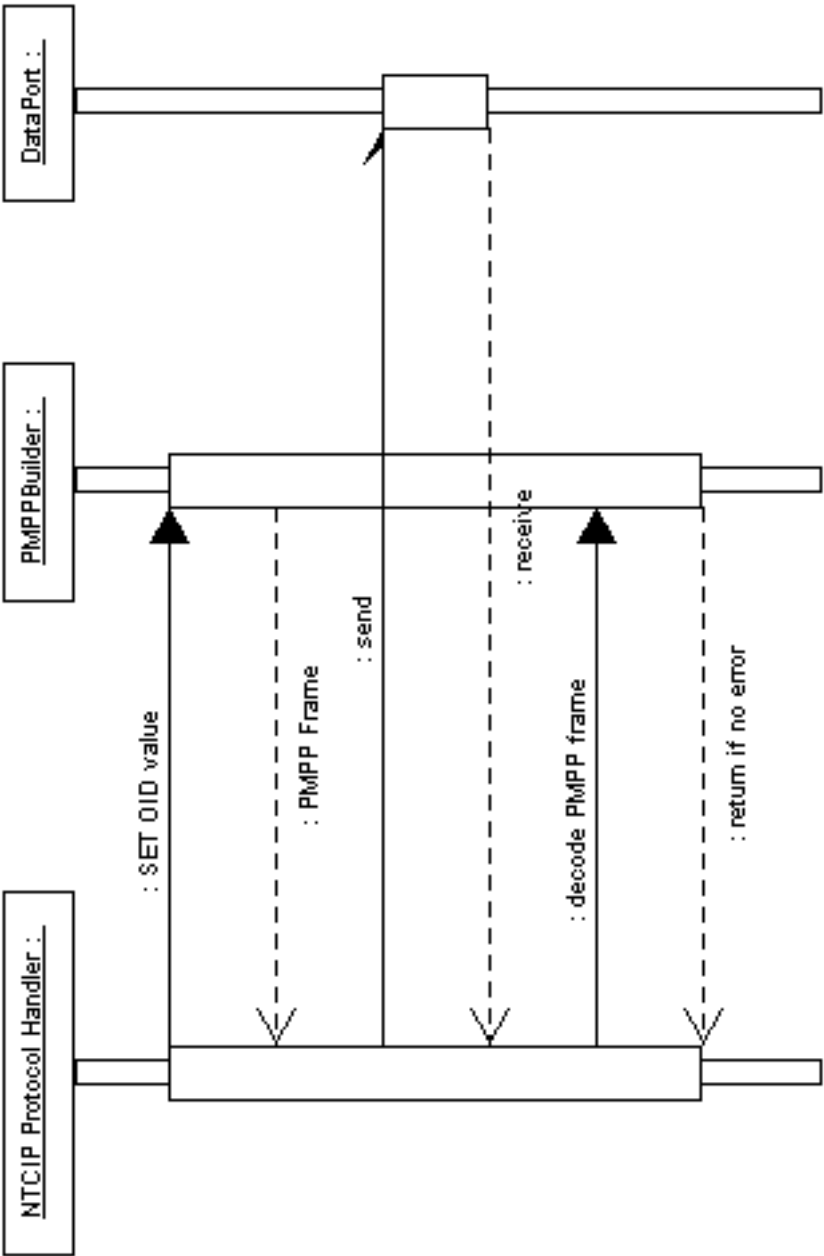 NTCIP Protocol Handler :
PMPPBuilder :
DataPort :
: SET OID value
: PMPP Frame
: send
: receive
: decode PMPP frame
: return if no error